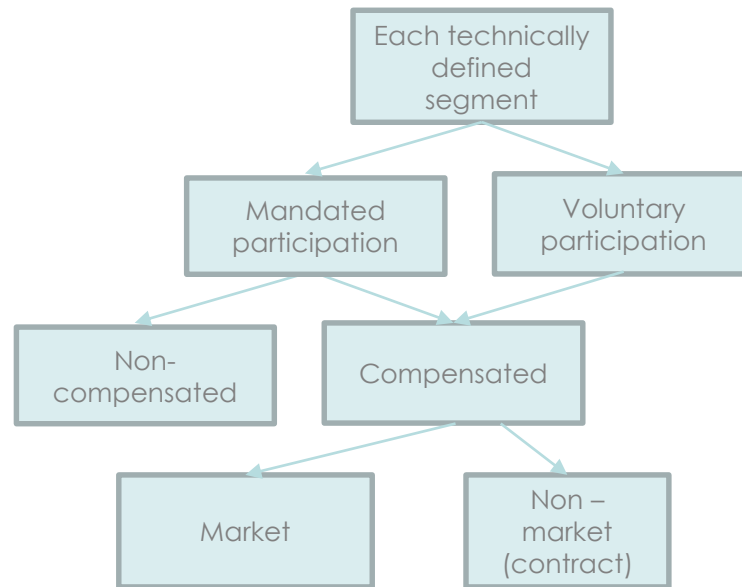 Each technically
defined
segment
Mandated
participation
Voluntary
participation
Non-
compensated
Compensated
Market
Non –
market
(contract)